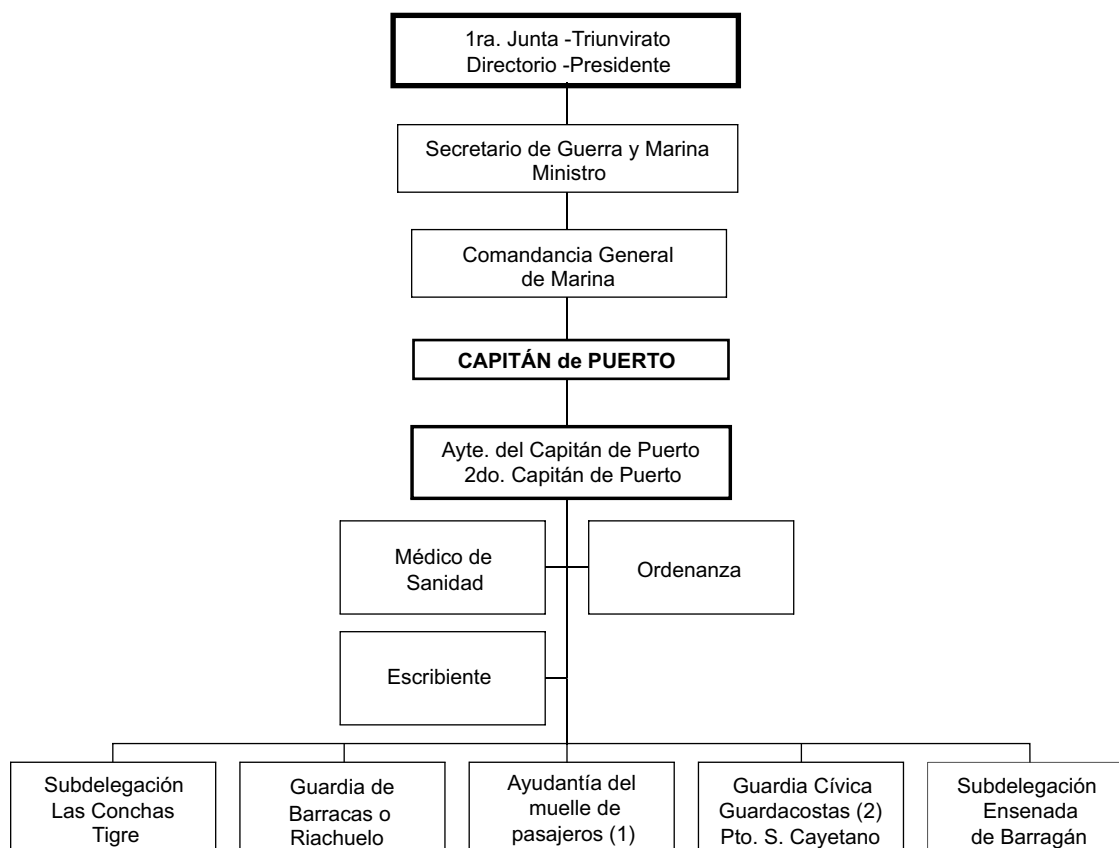 1ra. Junta -Triunvirato
Directorio -Presidente
Secretario de Guerra y Marina
Ministro
Comandancia General
de Marina
CAPITÁN de PUERTO
Ayte. del Capitán de Puerto
2do. Capitán de Puerto
Médico de
Sanidad
Ordenanza
Escribiente
Subdelegación
Las Conchas
Tigre
Guardia de
Barracas o
Riachuelo
Ayudantía del
muelle de
pasajeros (1)
Guardia Cívica
Guardacostas (2)
Pto. S. Cayetano
Subdelegación
Ensenada
de Barragán